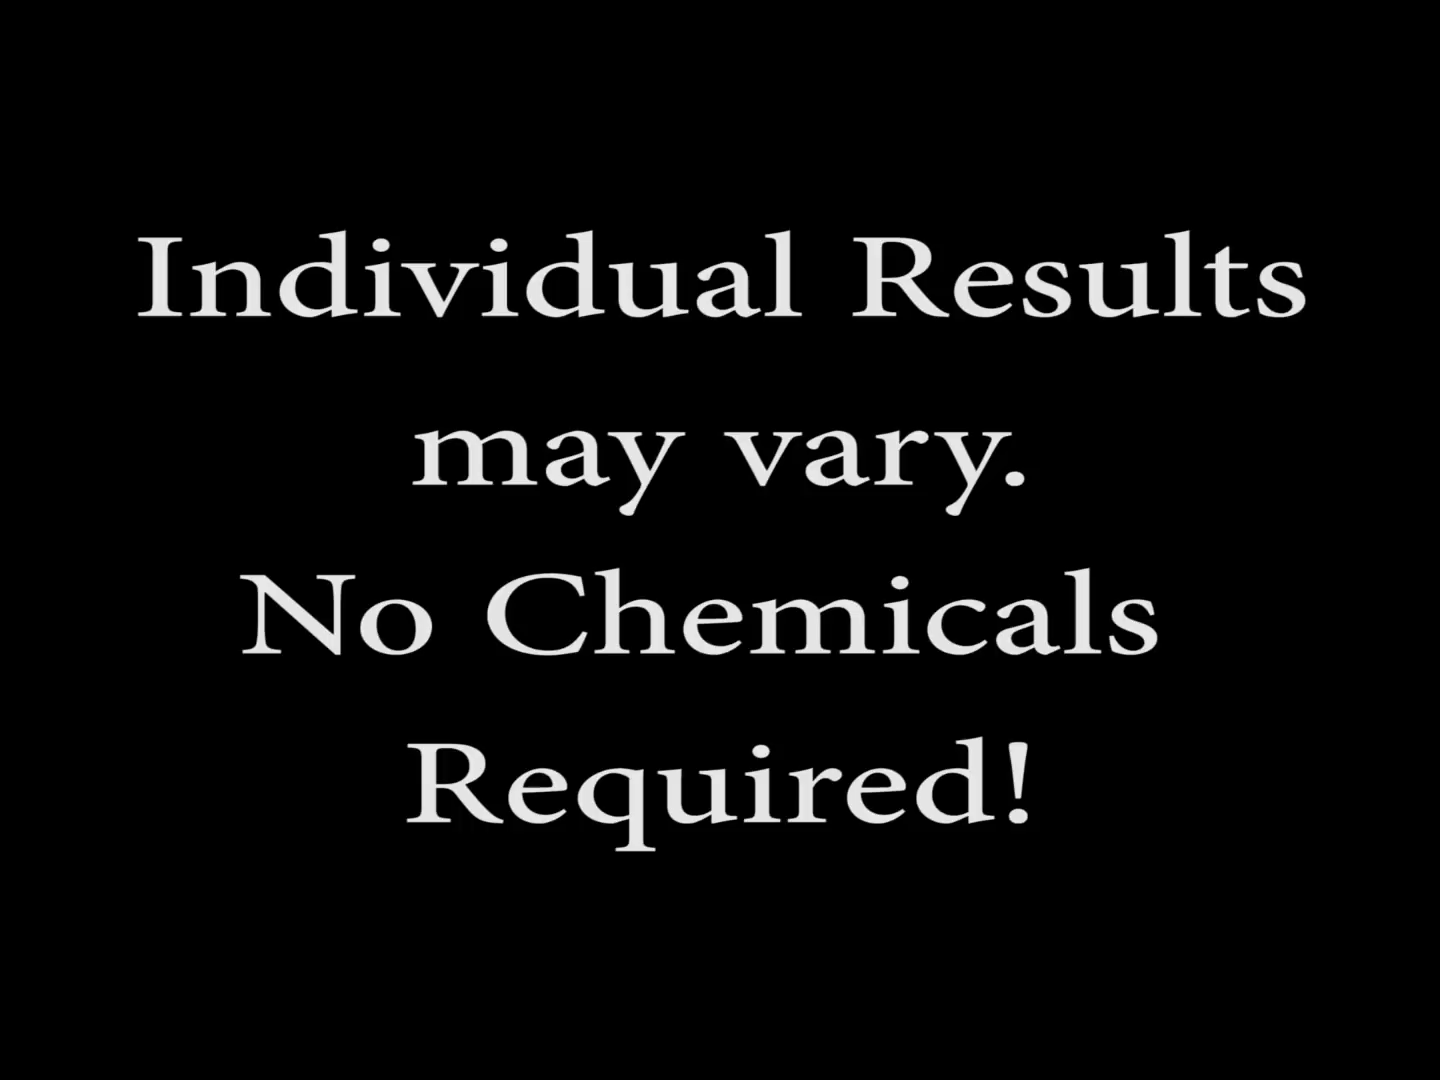 Individual Results
may vary.
No Chemicals
Required!